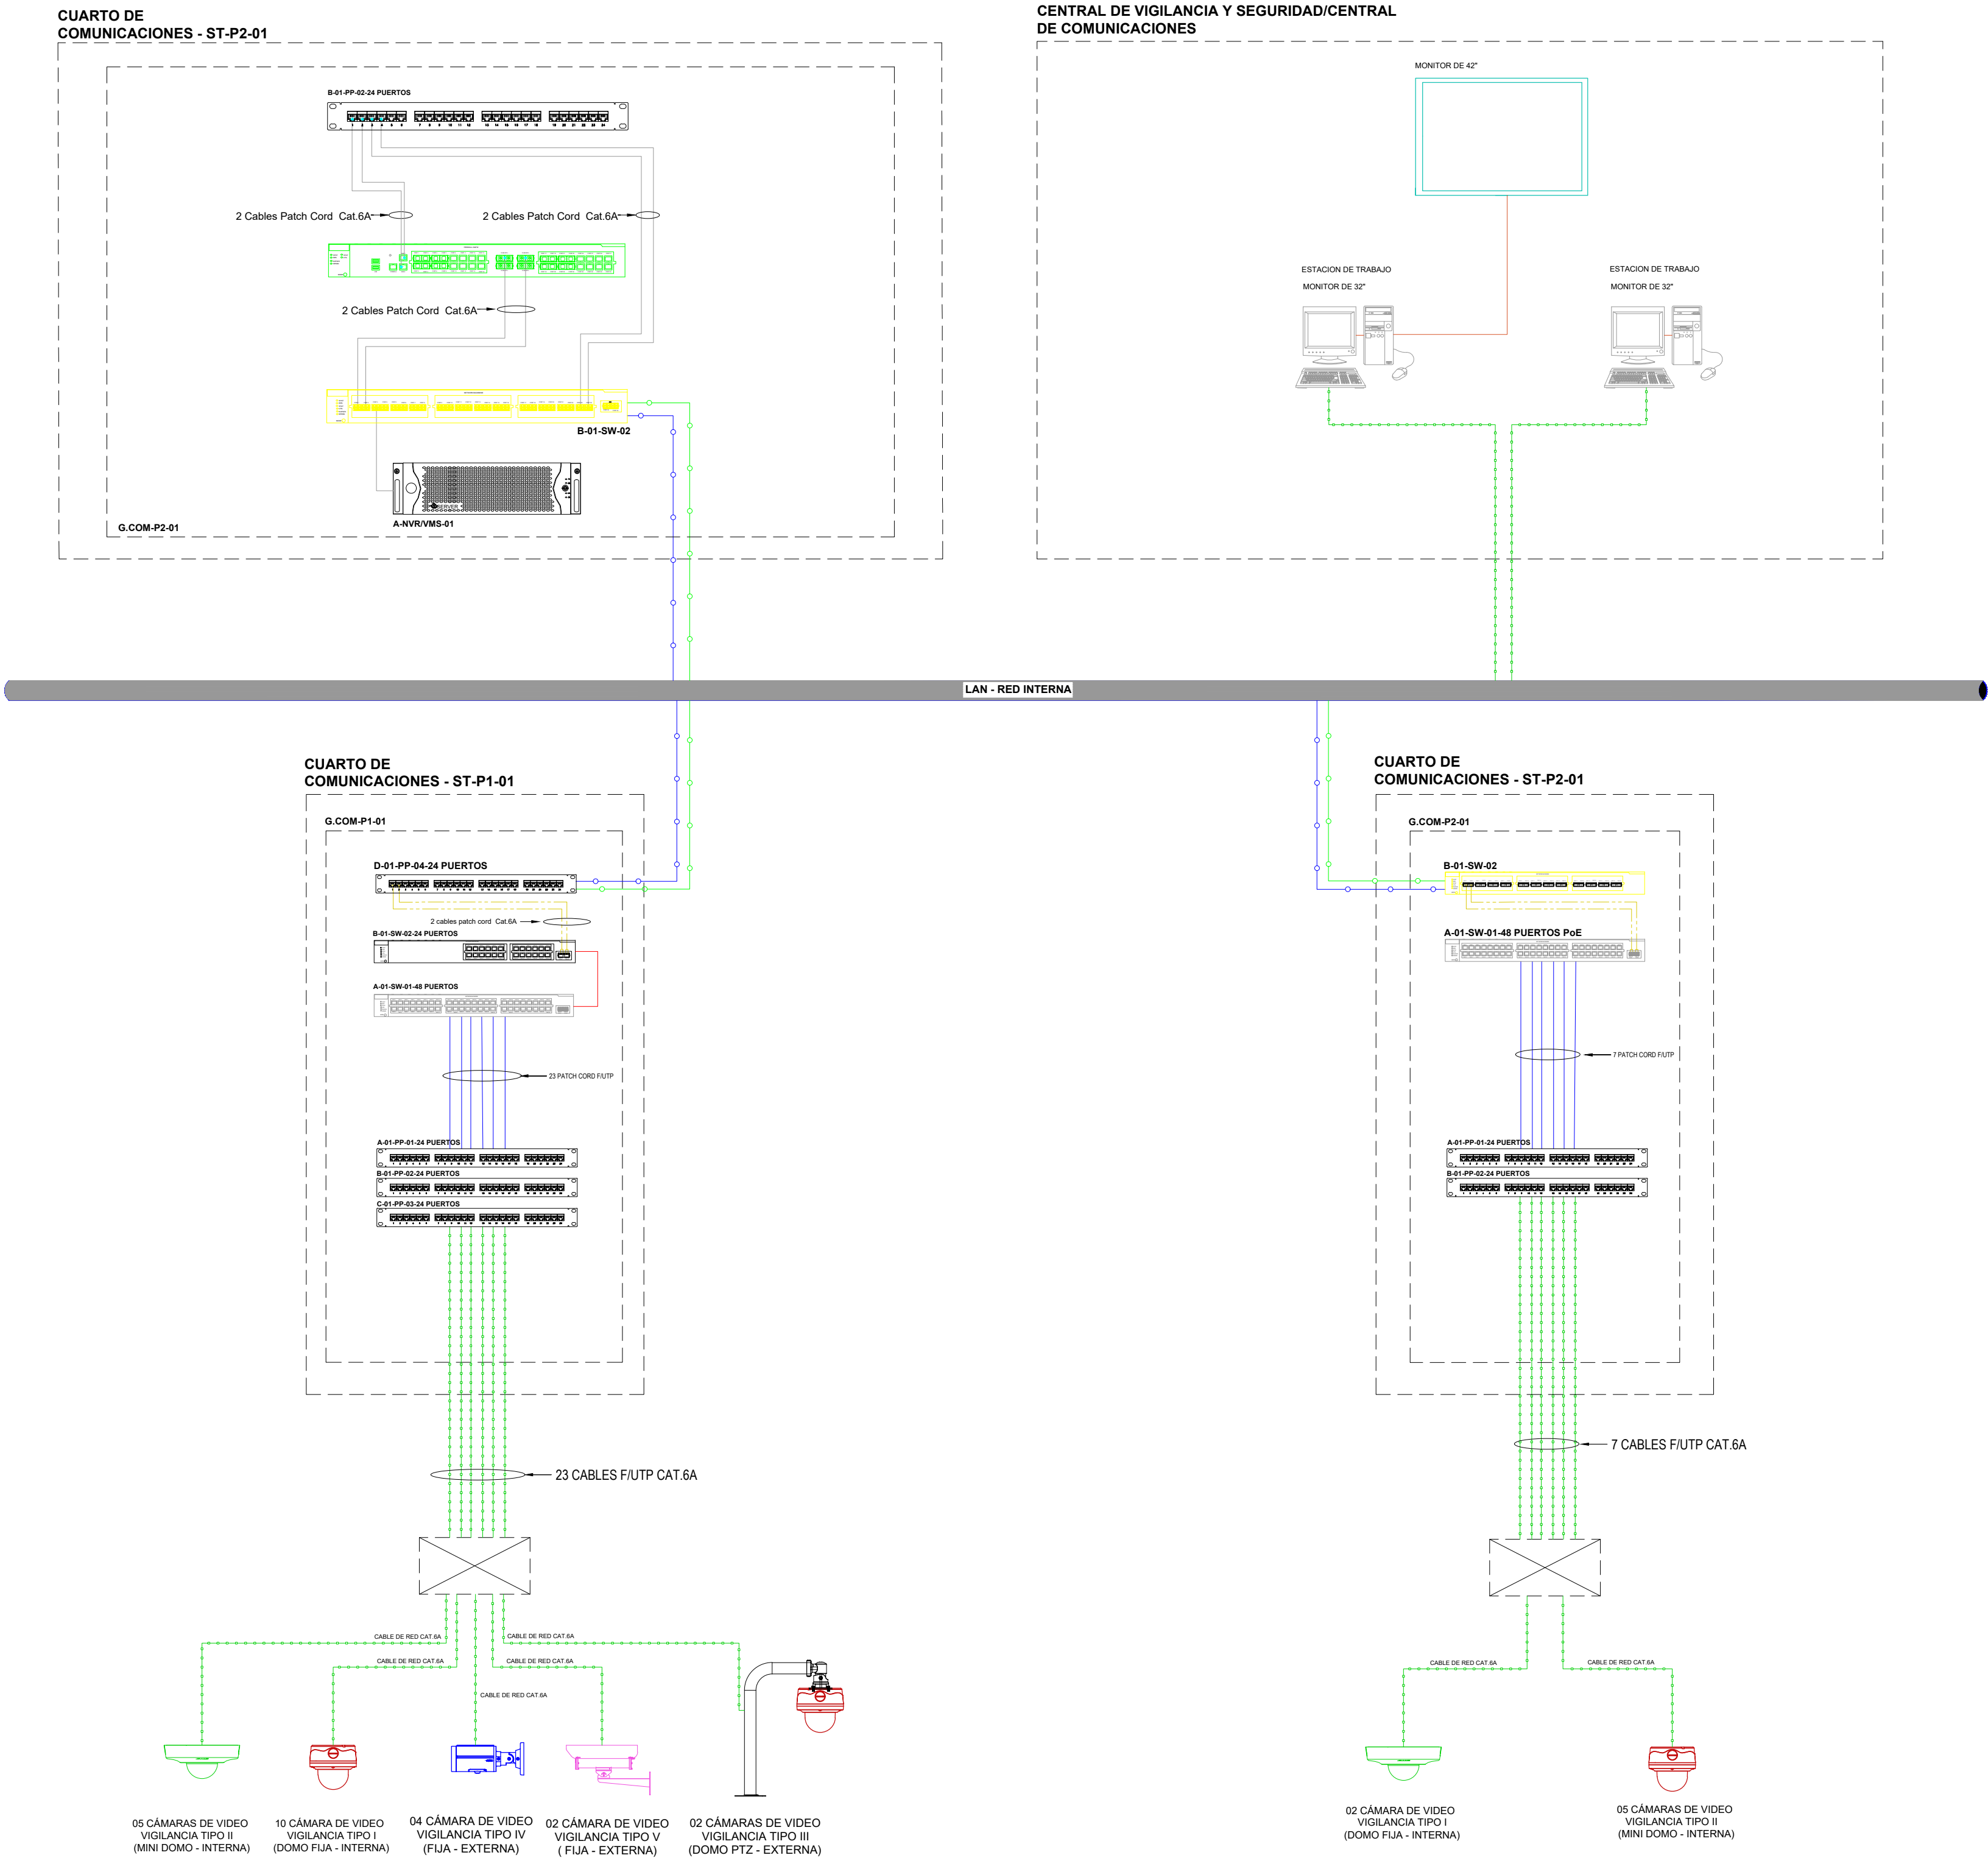 CUARTO DE
COMUNICACIONES - ST-P2-01
B-01-PP-02-24 PUERTOS
2 Cables Patch Cord Cat.6A
2 Cables Patch Cord Cat.6A
2 Cables Patch Cord Cat.6A
B-01-SW-02
SERVER
A-NVR/VMS-01
G.COM-P2-01
CENTRAL DE VIGILANCIA Y SEGURIDAD/CENTRAL
DE COMUNICACIONES
MONITOR DE 42"
ESTACION DE TRABAJO
MONITOR DE 32"
ESTACION DE TRABAJO
MONITOR DE 32"
LAN - RED INTERNA
CUARTO DE
COMUNICACIONES - ST-P1-01
G.COM-P1-01
D-01-PP-04-24 PUERTOS
2 cables patch cord Cat.6A
B-01-SW-02-24 PUERTOS
A-01-SW-01-48 PUERTOS
23 PATCH CORD F/UTP
A-01-PP-01-24 PUERTOS
B-01-PP-02-24 PUERTOS
C-01-PP-03-24 PUERTOS
23 CABLES F/UTP CAT.6A
CABLE DE RED CAT.6A
CABLE DE RED CAT.6A
CABLE DE RED CAT.6A
CABLE DE RED CAT.6A
CABLE DE RED CAT.6A
05 CÁMARAS DE VIDEO
VIGILANCIA TIPO II
(MINI DOMO - INTERNA)
10 CÁMARA DE VIDEO
VIGILANCIA TIPO I
(DOMO FIJA - INTERNA)
04 CÁMARA DE VIDEO
VIGILANCIA TIPO IV
(FIJA - EXTERNA)
02 CÁMARA DE VIDEO
VIGILANCIA TIPO V
( FIJA - EXTERNA)
02 CÁMARAS DE VIDEO
VIGILANCIA TIPO III
(DOMO PTZ - EXTERNA)
CUARTO DE
COMUNICACIONES - ST-P2-01
G.COM-P2-01
B-01-SW-02
A-01-SW-01-48 PUERTOS PoE
7 PATCH CORD F/UTP
A-01-PP-01-24 PUERTOS
B-01-PP-02-24 PUERTOS
7 CABLES F/UTP CAT.6A
CABLE DE RED CAT.6A
CABLE DE RED CAT.6A
02 CÁMARA DE VIDEO
VIGILANCIA TIPO I
(DOMO FIJA - INTERNA)
05 CÁMARAS DE VIDEO
VIGILANCIA TIPO II
(MINI DOMO - INTERNA)